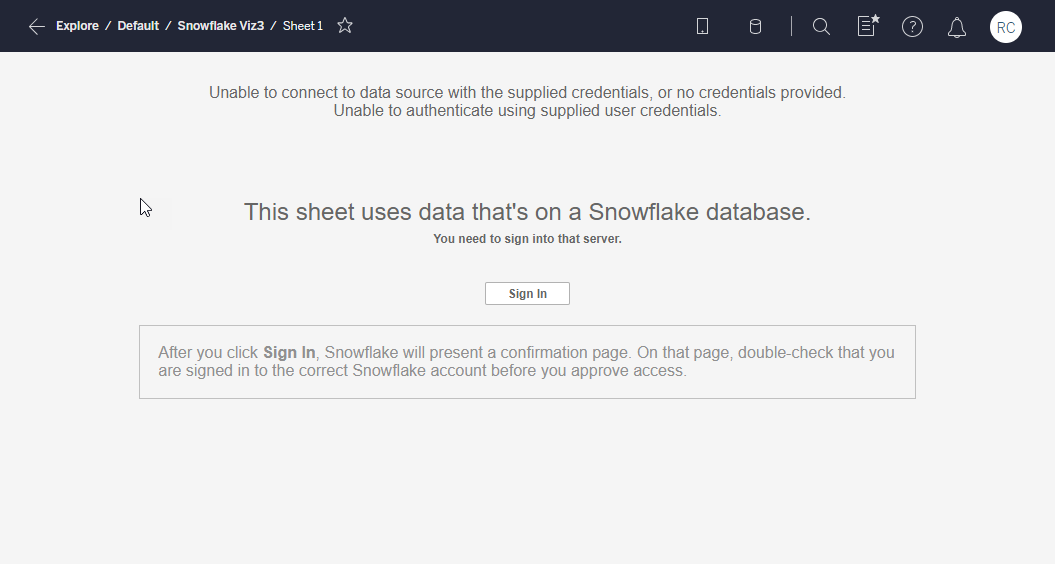 Explore / Default / Snowflake Viz3 / Sheet 1
RC
Unable to connect to data source with the supplied credentials, or no credentials provided.
Unable to authenticate using supplied user credentials.
This sheet uses data that's on a Snowflake database.
You need to sign into that server.
Sign In
After you click Sign In, Snowflake will present a confirmation page. On that page, double-check that you
are signed in to the correct Snowflake account before you approve access.